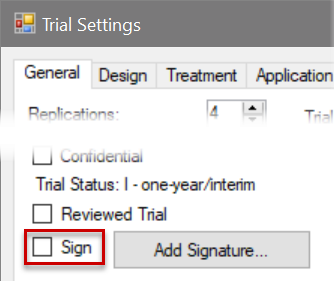 Trial Settings
General Design Treatment Application
Replications: 4 Trial
Confidential
Trial Status: I - one-year/interim
Reviewed Trial
Sign Add Signature...